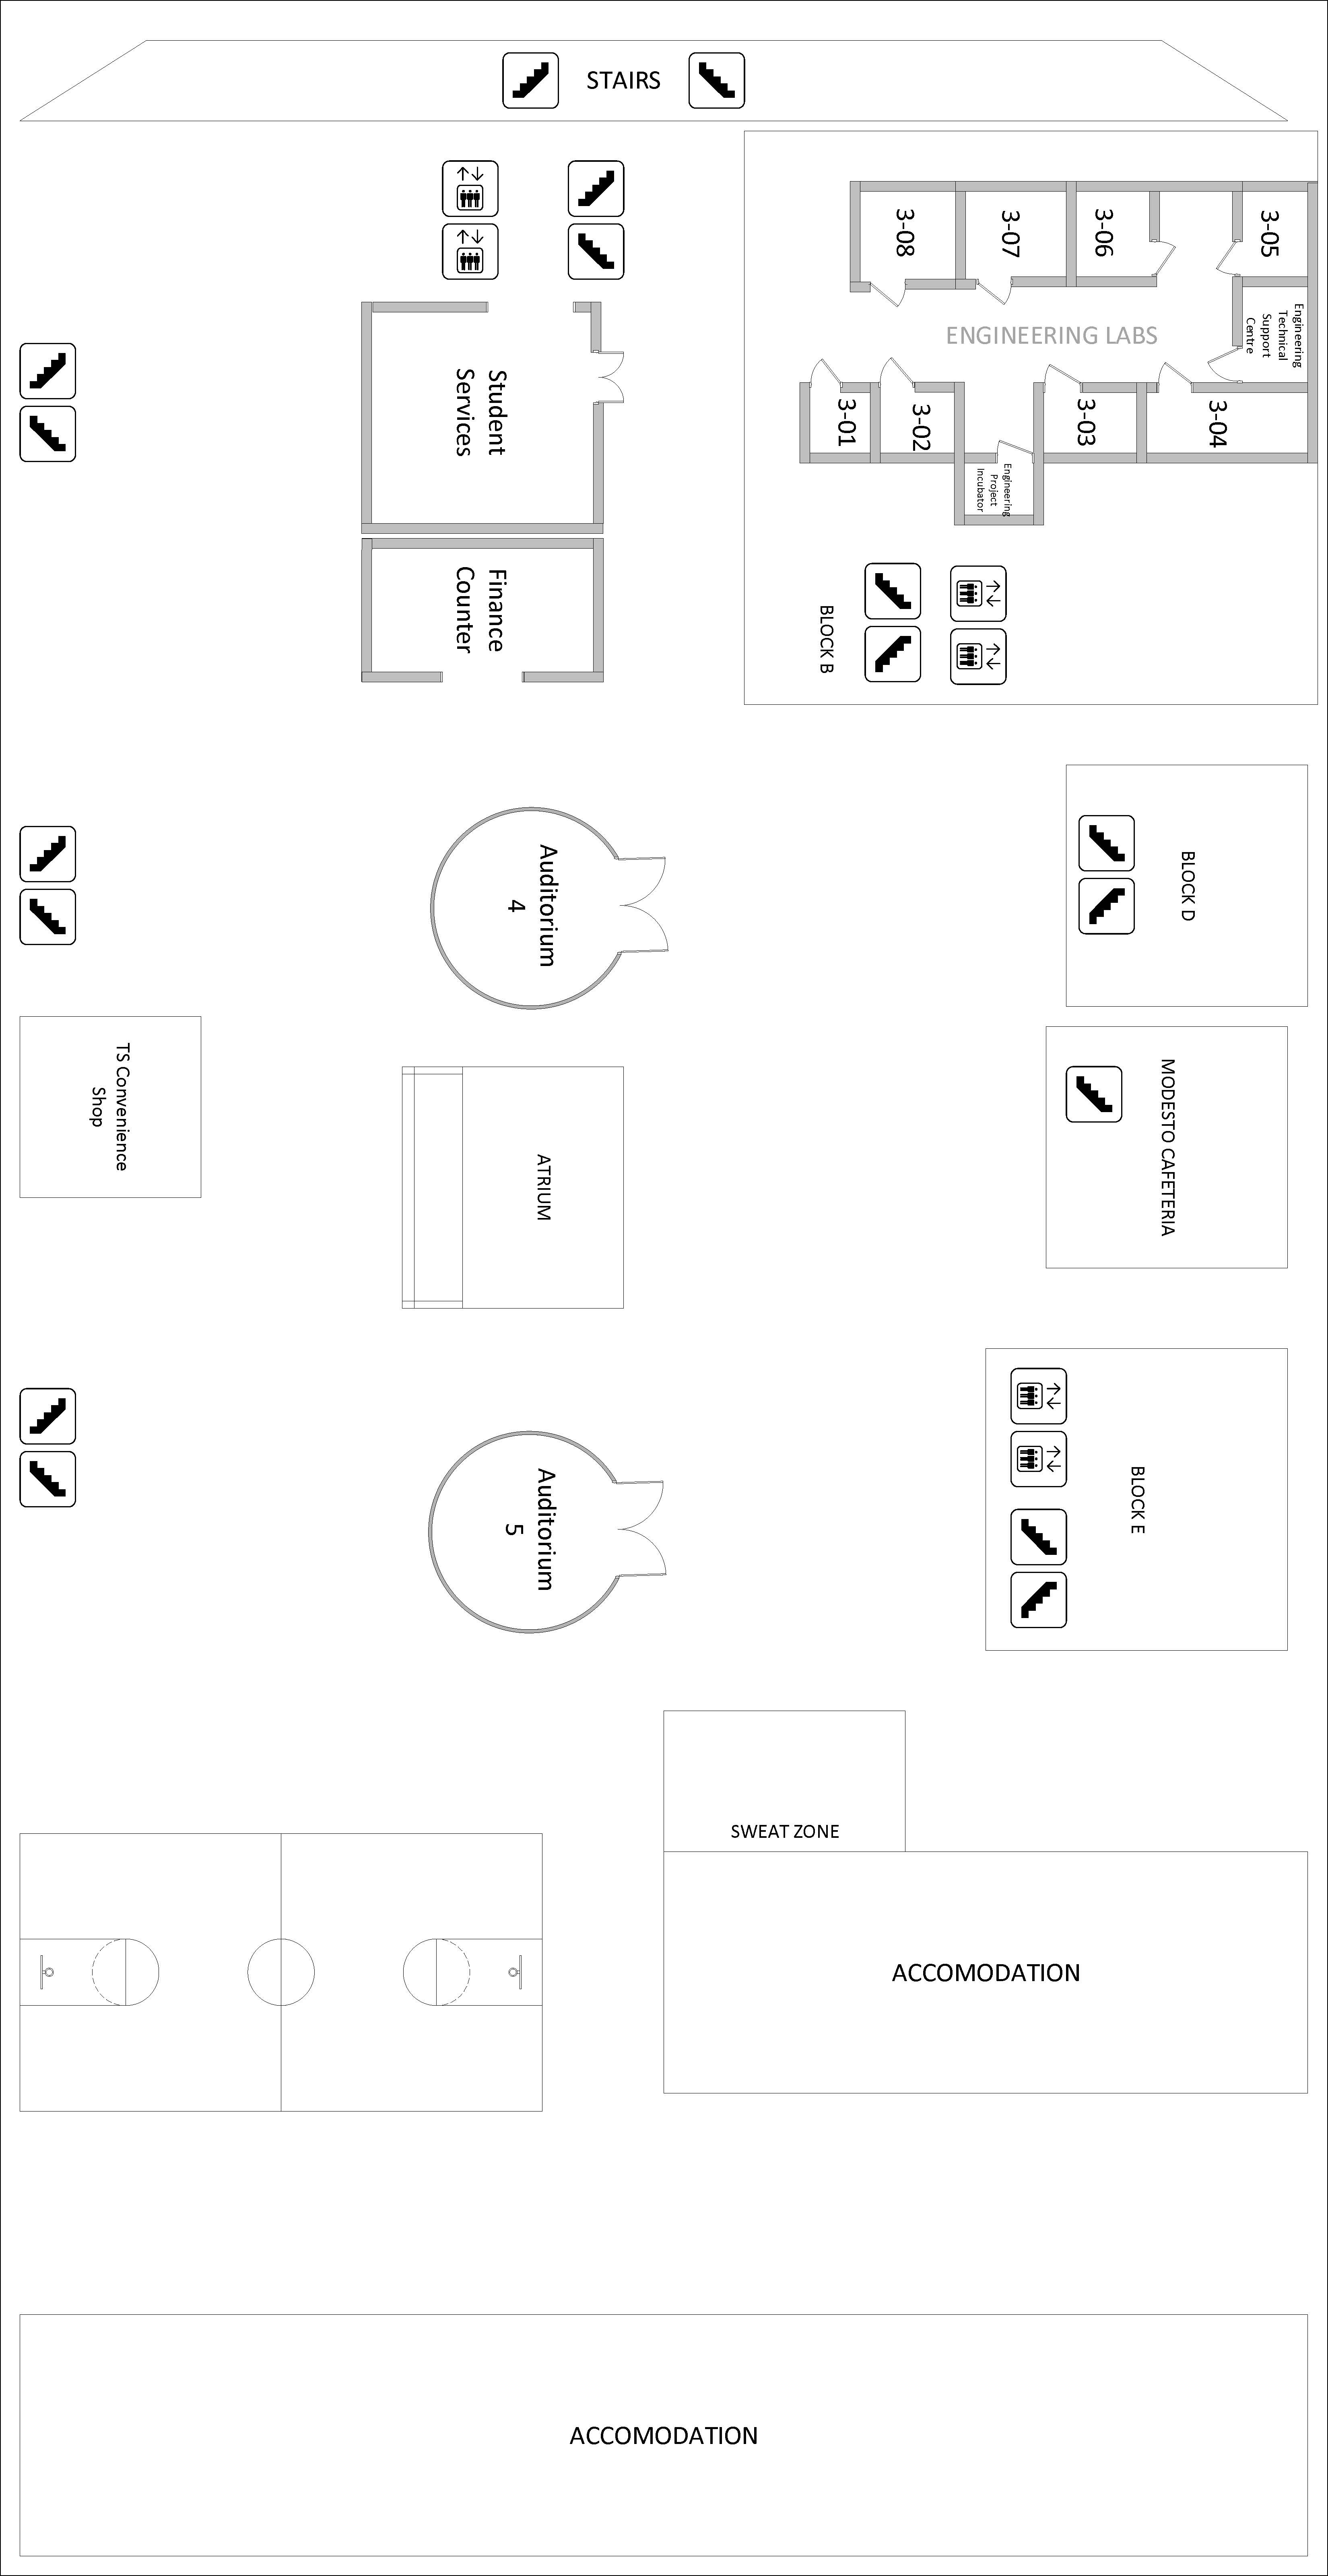 STAIRS
3-08
3-07
3-06
3-05
Engineering
Technical
Support
Centre
ENGINEERING LABS
3-01
3-02
3-03
3-04
Engineering
Project
Incubator
BLOCK B
Student
Services
Finance
Counter
Auditorium
4
BLOCK D
TS Convenience
Shop
ATRIUM
MODESTO CAFETERIA
Auditorium
5
BLOCK E
SWEAT ZONE
ACCOMODATION
ACCOMODATION